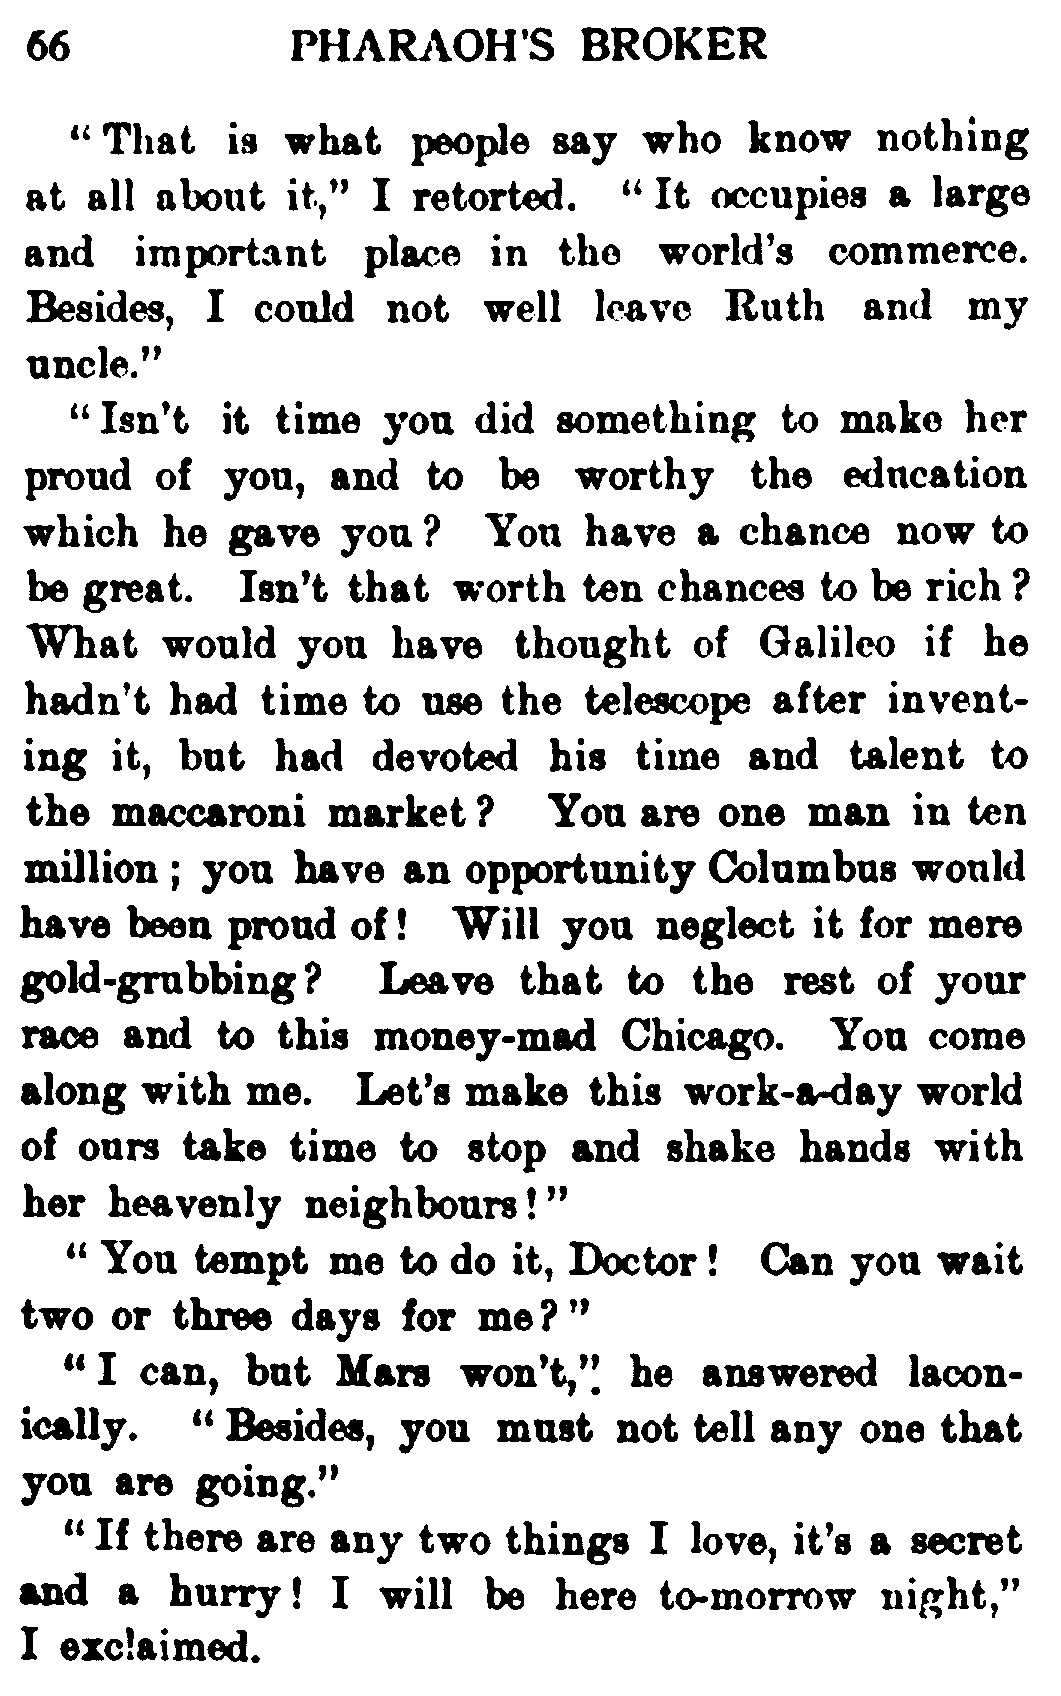 66 PHARAOH'S BROKER
"That is what people say who know nothing
at all about it," I retorted. "It occupies a large
and important place in the world's commerce.
Besides, I could not well leave Ruth and my
uncle."
"Isn't it time you did something to make her
proud of you, and to be worthy the education
which he gave you? You have a chance now to
be great. Isn't that worth ten chances to be rich?
What would you have thought of Galileo if he
hadn't had time to use the telescope after invent-
ing it, but had devoted his time and talent to
the maccaroni market? You are one man in ten
million; you have an opportunity Columbus would
have been proud of! Will you neglect it for mere
gold-grubbing? Leave that to the rest of your
race and to this money-mad Chicago. You come
along with me. Let's make this work-a-day world
of ours take time to stop and shake hands with
her heavenly neighbours!"
"You tempt me to do it, Doctor! Can you wait
two or three days for me?"
"I can, but Mars won't," he answered lacon-
ically. "Besides, you must not tell any one that
you are going."
"If there are any two things I love, it's a secret
and a hurry! I will be here to-morrow night,"
I exclaimed.